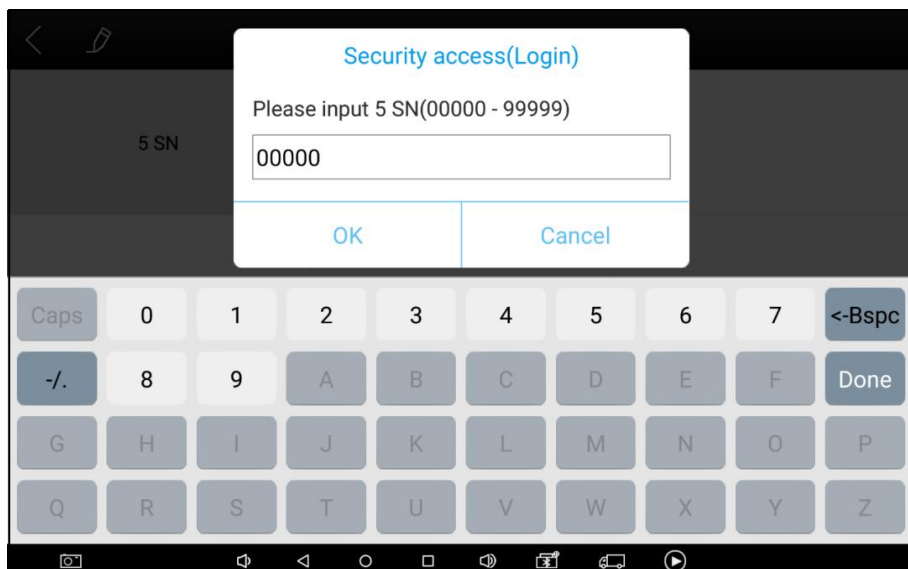 Security access(Login)
Please input 5 SN(00000 - 99999)
5 SN
00000
OK Cancel
Caps 0 1 2 3 4 5 6 7 <-Bspc
-/. 8 9 A B C D E F Done
G H I J K L M N O P
Q R S T U V W X Y Z